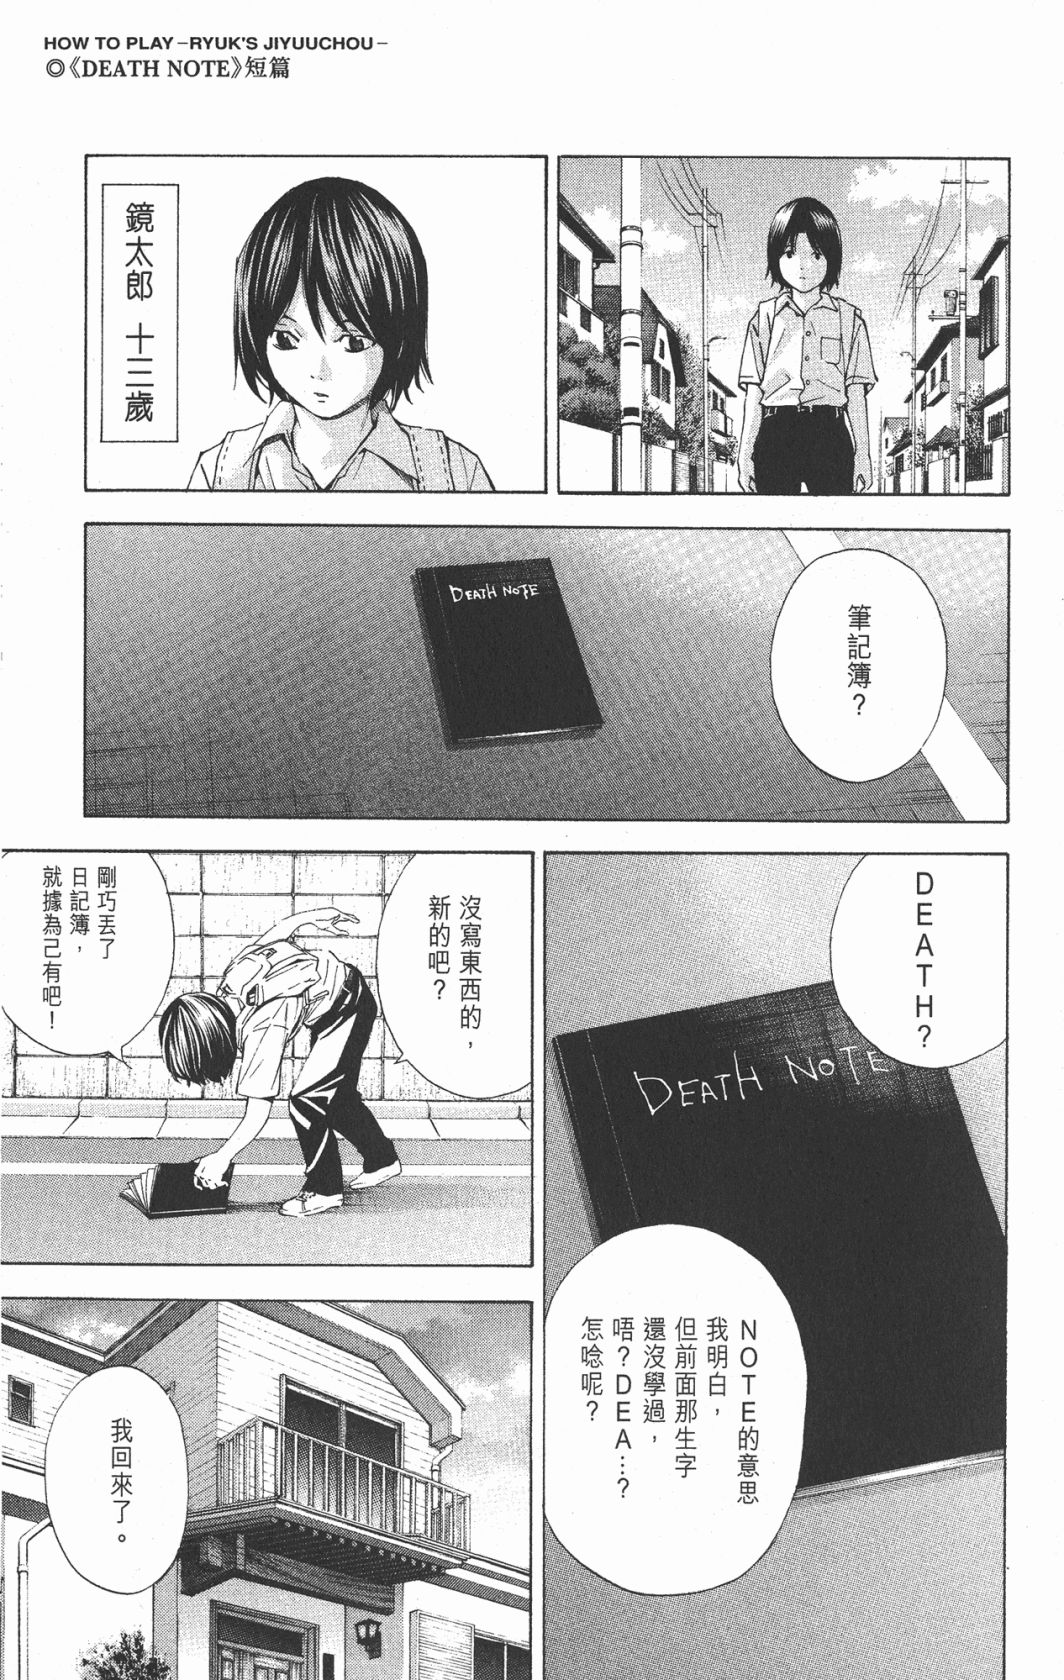 HOW TO PLAY–RYUK'S JIYUUCHOU–
◎《DEATH NOTE》短篇
鏡太郎 十三歲
DEATH NOTE
筆記簿？
DEATH？
DEATH NOTE
NOTE的意思
我明白，
但前面那生字
還沒學過，
唔？DEA…？
怎唸呢？
沒寫東西的，
新的吧？
剛巧丟了
日記簿，
就據為己有吧！
我回來了。